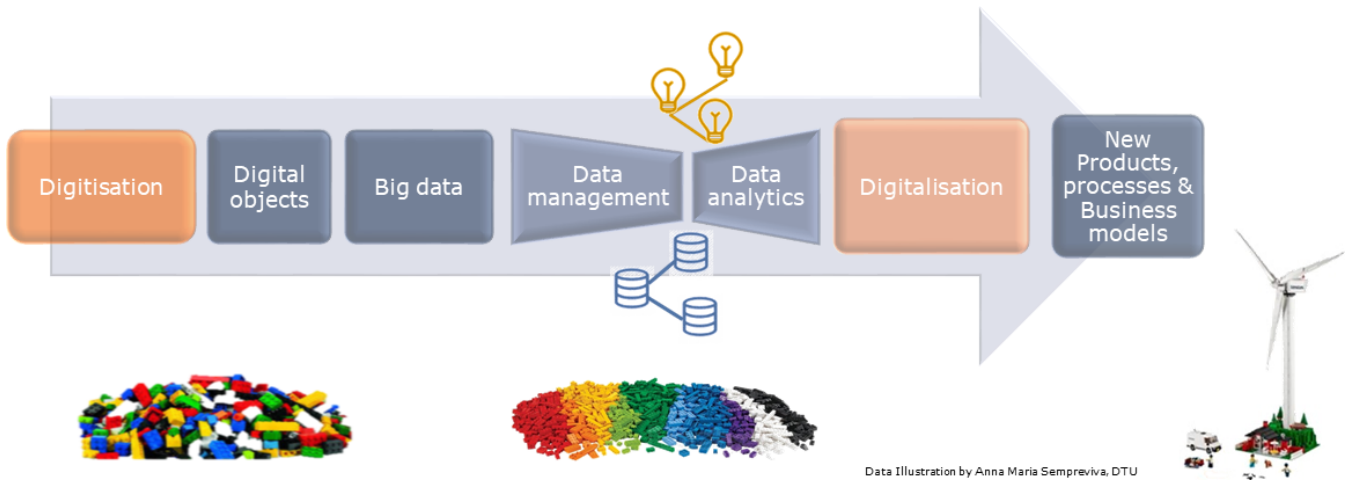 Digitisation
Digital
objects
Big data
Data
management
Data
analytics
Digitalisation
New
Products,
processes &
Business
models
Data Illustration by Anna Maria Sempreviva, DTU